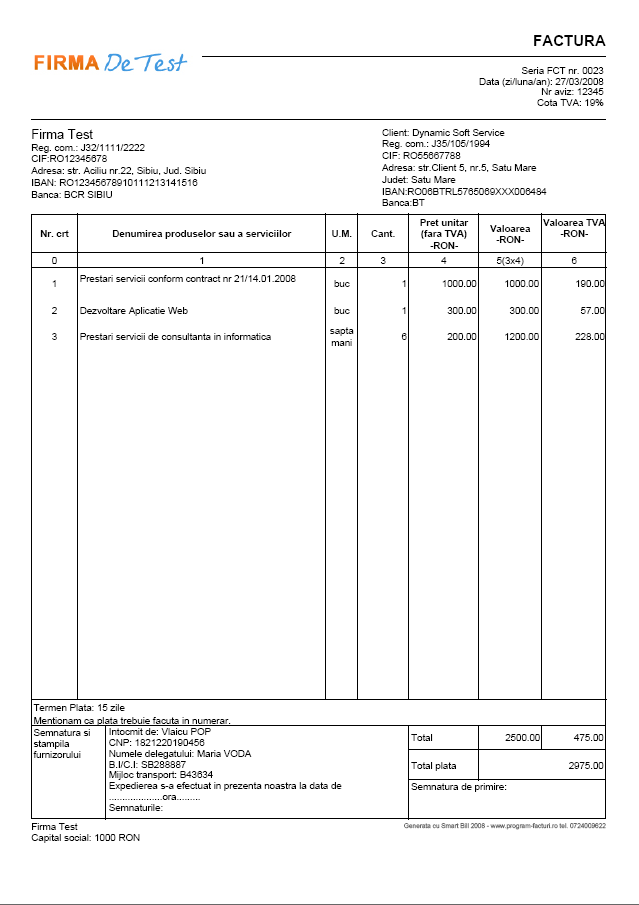 FACTURA
FIRMA De Test
Seria FCT nr. 0023
Data (zi/luna/an): 27/03/2008
Nr aviz: 12345
Cota TVA: 19%
Firma Test
Reg. com.: J32/1111/2222
CIF:RO12345678
Adresa: str. Aciliu nr.22, Sibiu, Jud. Sibiu
IBAN: RO12345678910111213141516
Banca: BCR SIBIU
Client: Dynamic Soft Service
Reg. com.: J35/105/1994
CIF: RO55667788
Adresa: str.Client 5, nr.5, Satu Mare
Judet: Satu Mare
IBAN:RO06BTRL5765069XXX006484
Banca:BT
Nr. crt Denumirea produselor sau a serviciilor U.M. Cant. Pret unitar (fara TVA) -RON- Valoarea -RON- Valoarea TVA -RON-
0 1 2 3 4 5(3x4) 6
1 Prestari servicii conform contract nr 21/14.01.2008 buc 1 1000.00 1000.00 190.00
2 Dezvoltare Aplicatie Web buc 1 300.00 300.00 57.00
3 Prestari servicii de consultanta in informatica sapta mani 6 200.00 1200.00 228.00
Termen Plata: 15 zile
Mentionam ca plata trebuie facuta in numerar.
Semnatura si
stampila
furnizorului
Intocmit de: Vlaicu POP
CNP: 1821220190456
Numele delegatului: Maria VODA
B.I/C.I: SB288887
Mijloc transport: B43634
Expedierea s-a efectuat in prezenta noastra la data de
....................ora.........
Semnaturile:
Total 2500.00 475.00
Total plata 2975.00
Semnatura de primire:
Firma Test
Capital social: 1000 RON
Generata cu Smart Bill 2008 - www.program-facturi.ro tel. 0724009622